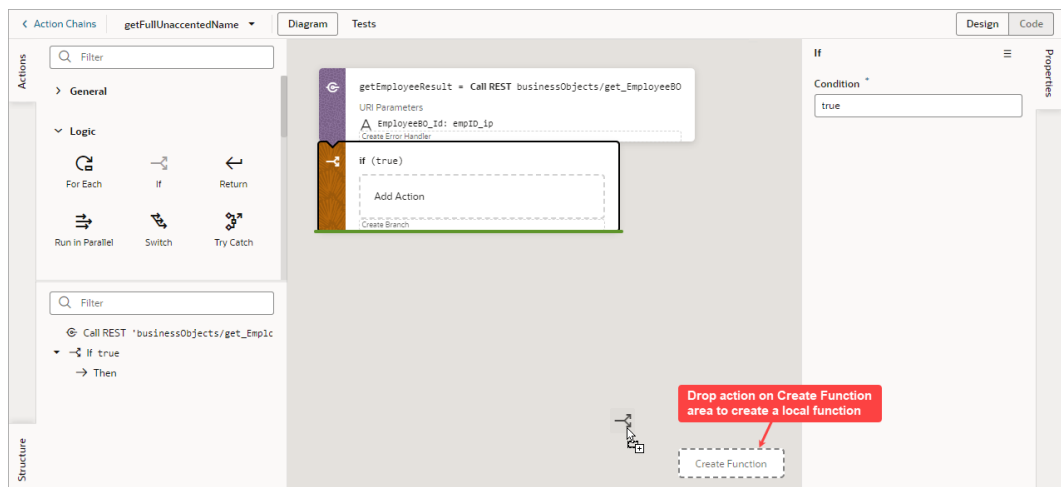 Action Chains
getFullUnaccentedName
Diagram
Tests
Design
Code
Actions
Filter
General
Logic
For Each
If
Return
Run in Parallel
Switch
Try Catch
Structure
Filter
Call REST 'businessObjects/get_Emplc
If true
Then
getEmployeeResult = Call REST businessObjects/get_EmployeeBO
URI Parameters
A EmployeeBO_Id: empID_ip
Create Error Handler
if (true)
Add Action
Create Branch
Drop action on Create Function
area to create a local function
Create Function
If
Condition *
true
Properties